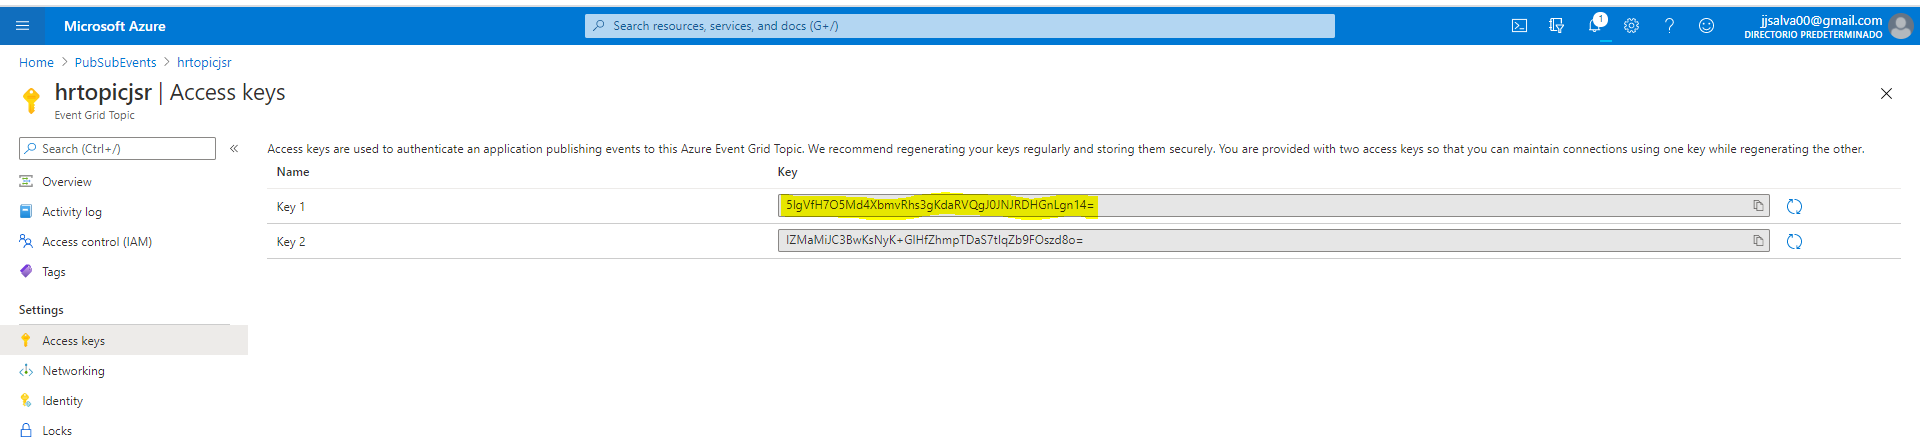 Microsoft Azure
Search resources, services, and docs (G+/)
1
jjsalva00@gmail.com
DIRECTORIO PREDETERMINADO
Home > PubSubEvents > hrtopicjsr
hrtopicjsr | Access keys
Event Grid Topic
Search (Ctrl+/)
«
Overview
Activity log
Access control (IAM)
Tags
Settings
Access keys
Networking
Identity
Locks
Access keys are used to authenticate an application publishing events to this Azure Event Grid Topic. We recommend regenerating your keys regularly and storing them securely. You are provided with two access keys so that you can maintain connections using one key while regenerating the other.
Name Key
Key 1
Key 2